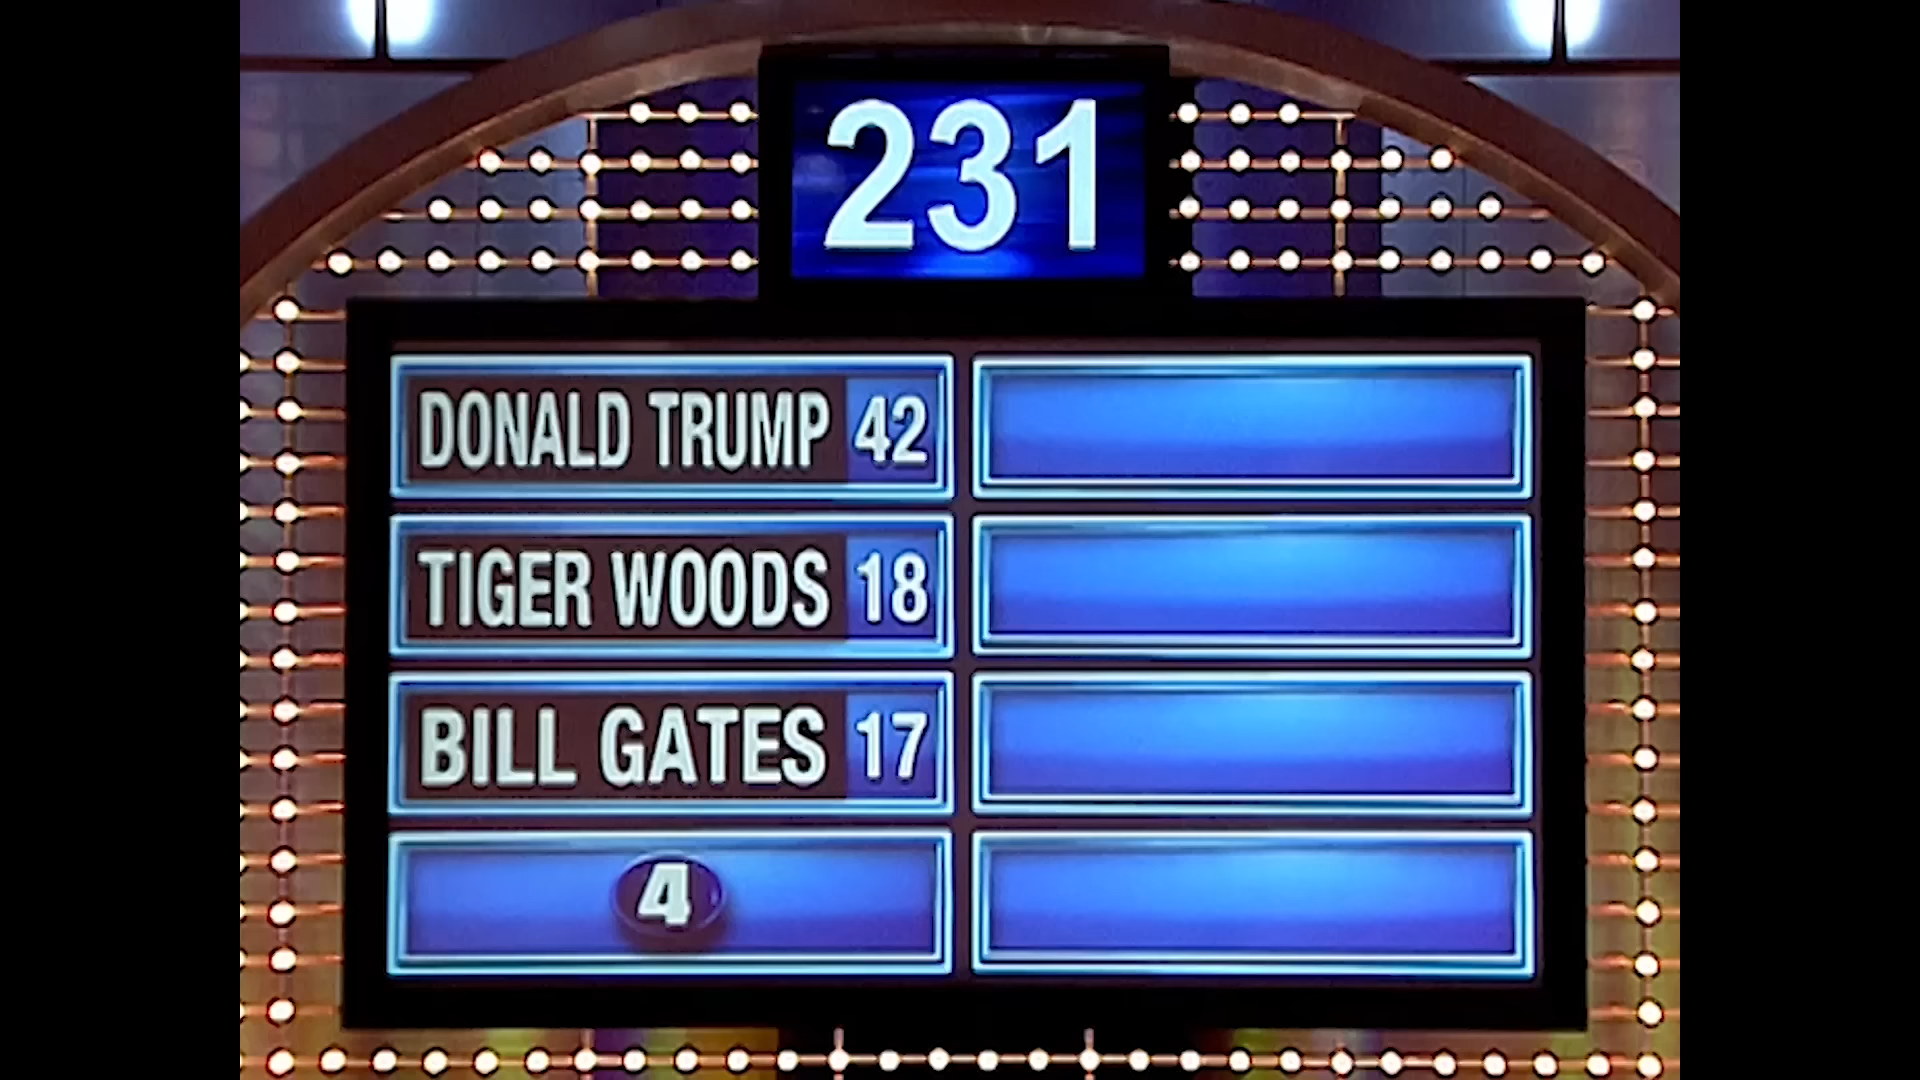 231
DONALD TRUMP 42
TIGER WOODS 18
BILL GATES 17
4